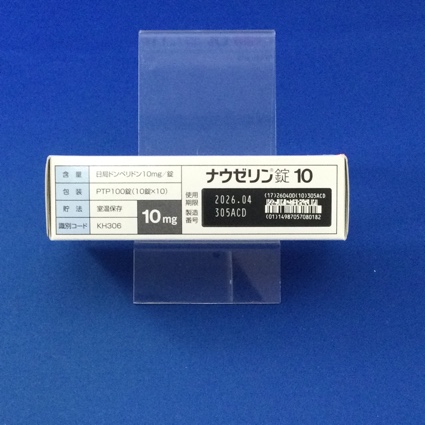 含量 日局ドンペリドン10mg/錠
包装 PTP100錠(10錠×10)
貯法 室温保存
識別コード KH306
10mg
ナウゼリン錠 10
使用期限 2026.04
製造番号 305ACD
(17)260400(10)305ACD
(01)14987057080182